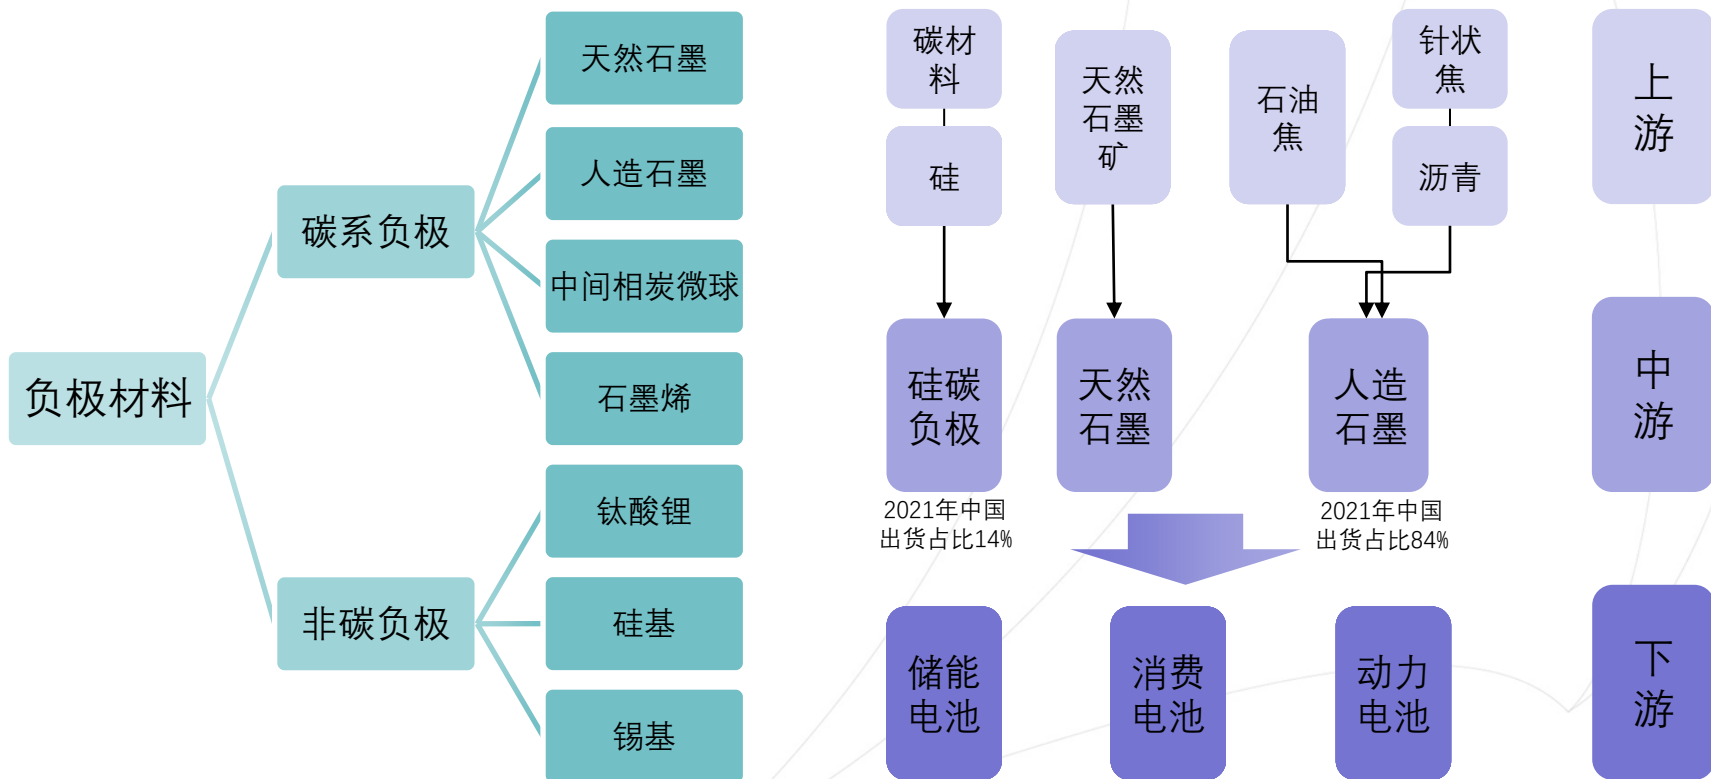 负极材料
碳系负极
非碳负极
天然石墨
人造石墨
中间相炭微球
石墨烯
钛酸锂
硅基
锡基
碳材
料
硅
天然
石墨
矿
石油
焦
针状
焦
沥青
上
游
硅碳
负极
天然
石墨
人造
石墨
中
游
2021年中国
出货占比14%
2021年中国
出货占比84%
储能
电池
消费
电池
动力
电池
下
游